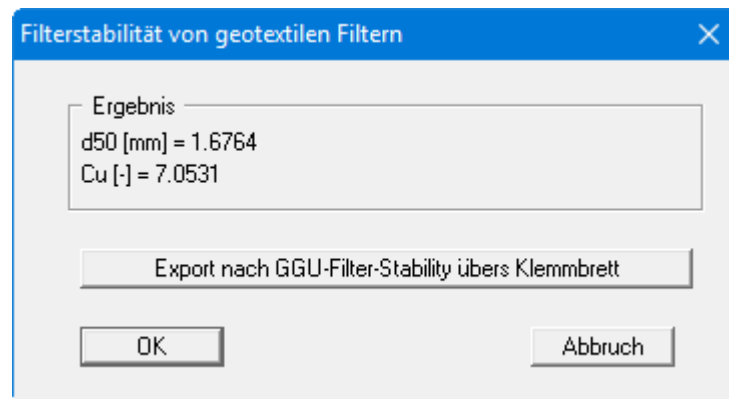 Filterstabilität von geotextilen Filtern
Ergebnis
d50 [mm] = 1.6764
Cu [-] = 7.0531
Export nach GGU-Filter-Stability übers Klemmbrett
OK
Abbruch